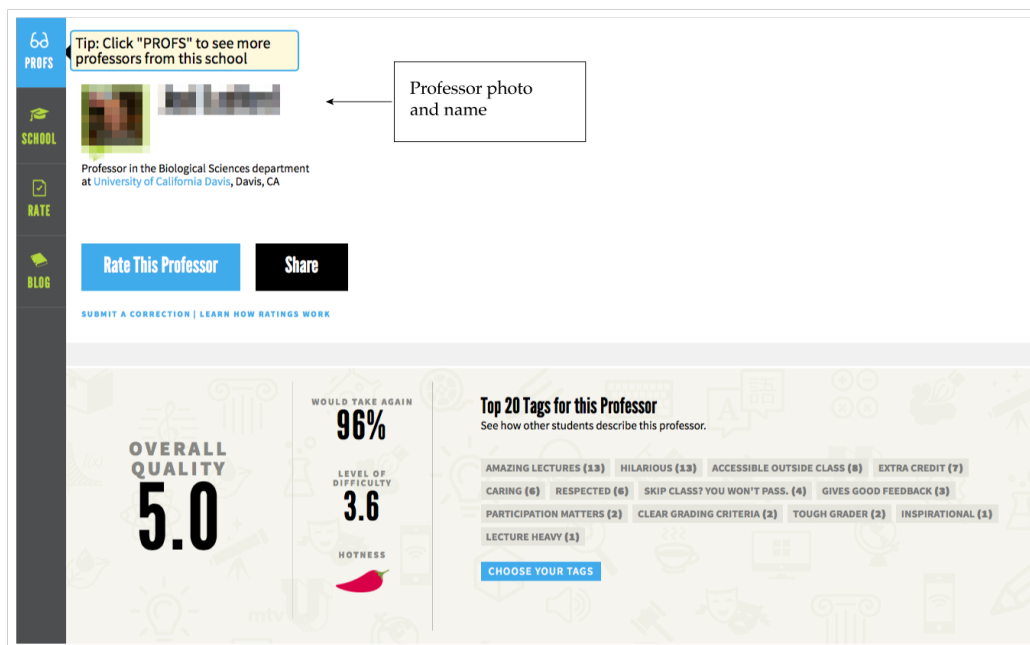 PROFS
Tip: Click "PROFS" to see more
professors from this school
Professor photo
and name
SCHOOL
Professor in the Biological Sciences department
at University of California Davis, Davis, CA
RATE
BLOG
Rate This Professor
Share
SUBMIT A CORRECTION | LEARN HOW RATINGS WORK
OVERALL
QUALITY
5.0
WOULD TAKE AGAIN
96%
LEVEL OF
DIFFICULTY
3.6
HOTNESS
Top 20 Tags for this Professor
See how other students describe this professor.
AMAZING LECTURES (13) HILARIOUS (13) ACCESSIBLE OUTSIDE CLASS (8) EXTRA CREDIT (7)
CARING (6) RESPECTED (6) SKIP CLASS? YOU WON'T PASS. (4) GIVES GOOD FEEDBACK (3)
PARTICIPATION MATTERS (2) CLEAR GRADING CRITERIA (2) TOUGH GRADER (2) INSPIRATIONAL (1)
LECTURE HEAVY (1)
CHOOSE YOUR TAGS
mtvU